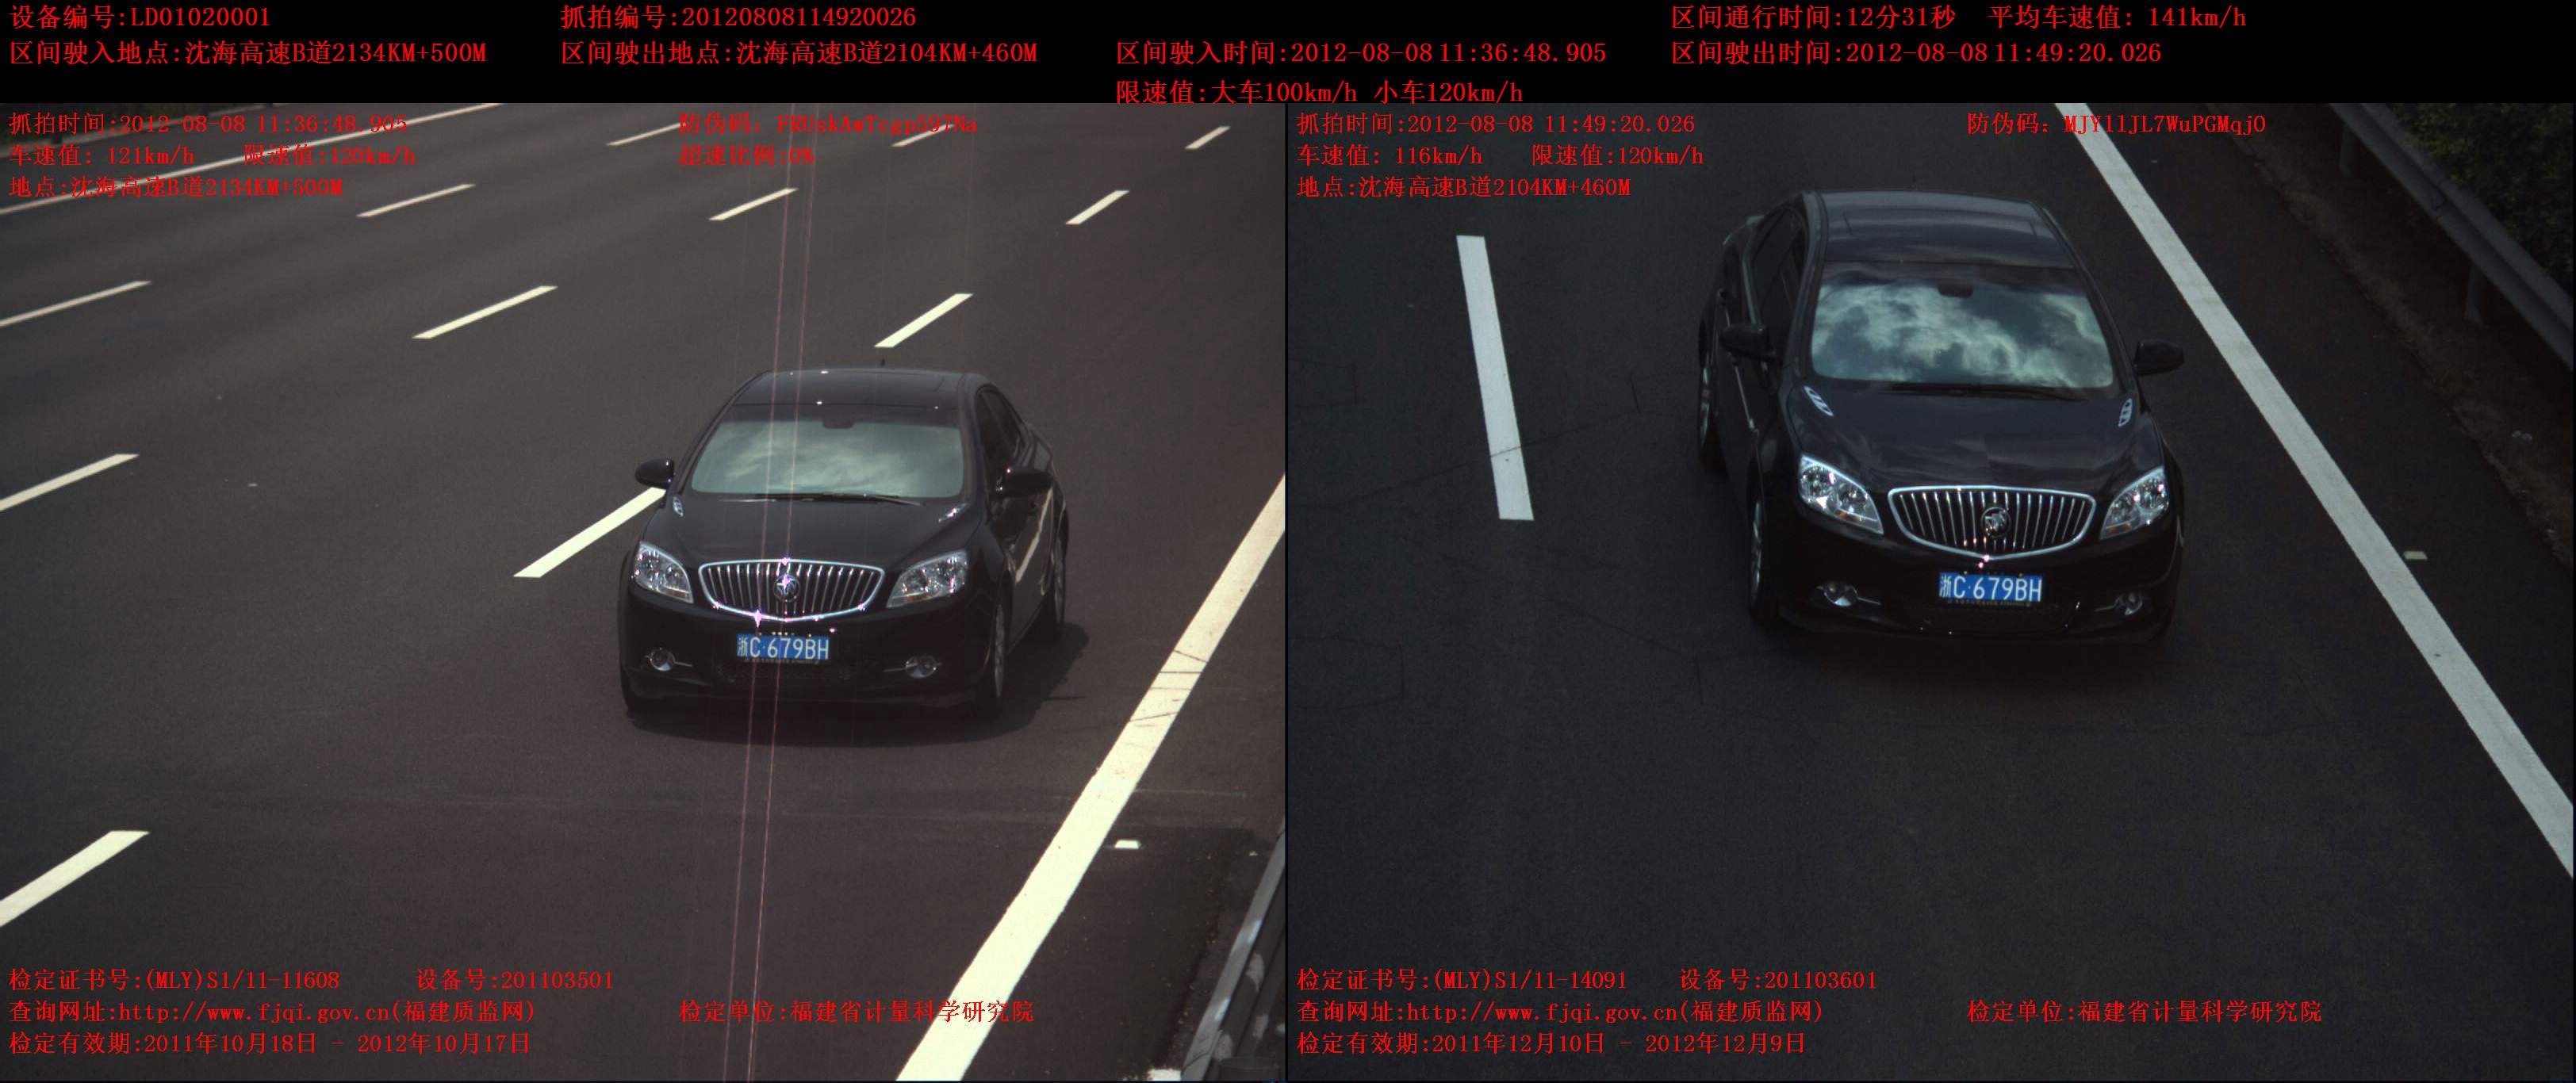 设备编号:LD01020001 抓拍编号:20120808114920026 区间通行时间:12分31秒 平均车速值: 141km/h
区间驶入地点:沈海高速B道2134KM+500M 区间驶出地点:沈海高速B道2104KM+460M 区间驶入时间:2012-08-08 11:36:48.905 区间驶出时间:2012-08-08 11:49:20.026
限速值:大车100km/h 小车120km/h
抓拍时间:2012-08-08 11:36:48.905 防伪码: FRUskAwTcgp597Na
车速值: 121km/h 限速值:120km/h 超速比例:0%
地点:沈海高速B道2134KM+500M
浙C·679BH
检定证书号:(MLY)S1/11-11608 设备号:201103501
查询网址:http://www.fjqi.gov.cn(福建质监网) 检定单位:福建省计量科学研究院
检定有效期:2011年10月18日 - 2012年10月17日
抓拍时间:2012-08-08 11:49:20.026 防伪码: MJYllJL7WuPGMqjO
车速值: 116km/h 限速值:120km/h
地点:沈海高速B道2104KM+460M
浙C·679BH
检定证书号:(MLY)S1/11-14091 设备号:201103601
查询网址:http://www.fjqi.gov.cn(福建质监网) 检定单位:福建省计量科学研究院
检定有效期:2011年12月10日 - 2012年12月9日